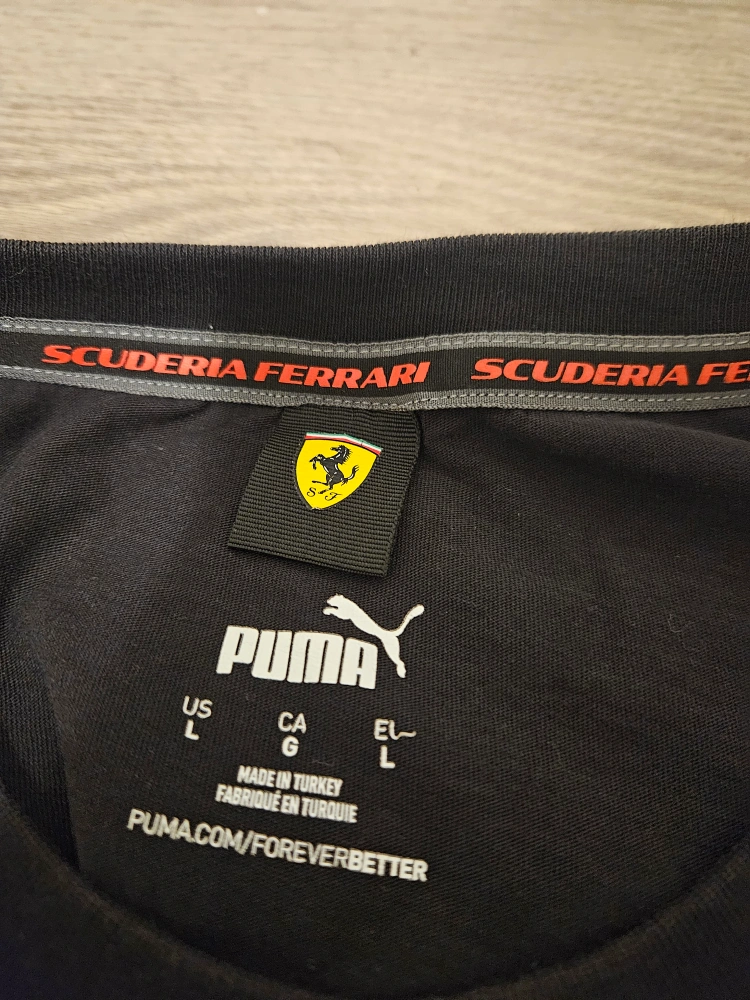 SCUDERIA FERRARI SCUDERIA FE
S F
PUMA
US CA
L G L
MADE IN TURKEY
FABRIQUÉ EN TURQUIE
PUMA.COM/FOREVERBETTER